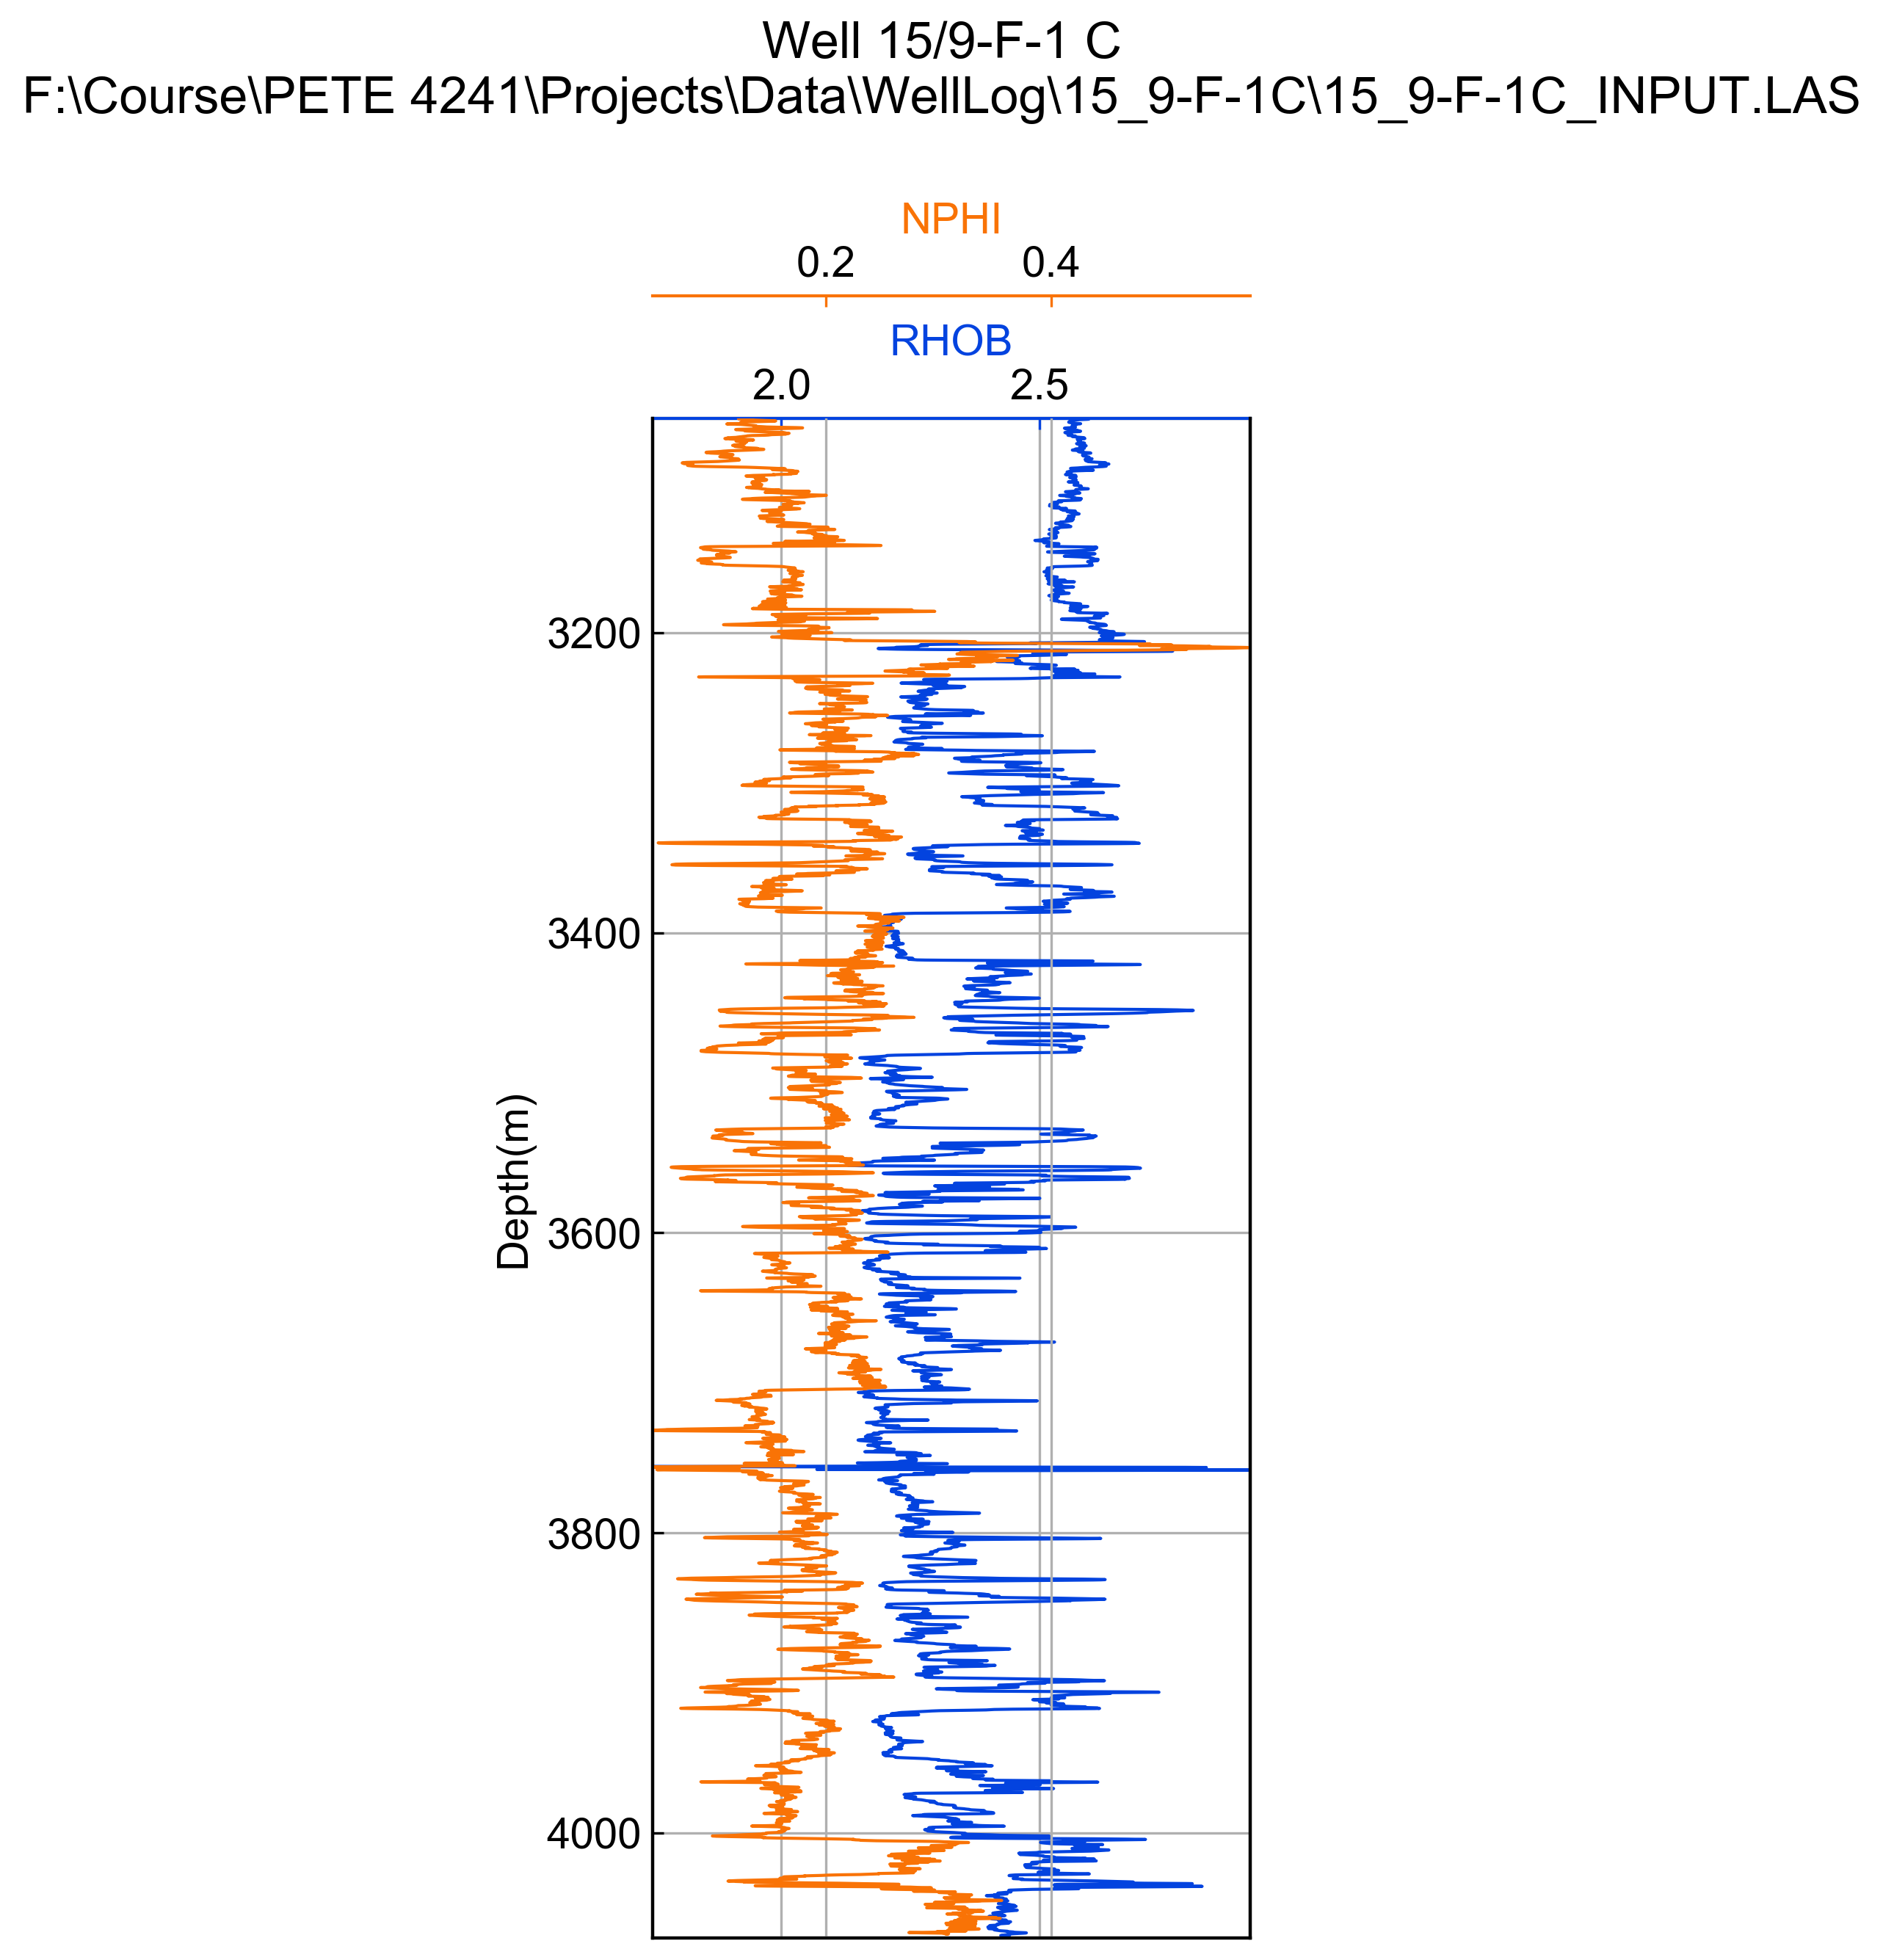 Well 15/9-F-1 C
F:\Course\PETE 4241\Projects\Data\WellLog\15_9-F-1C\15_9-F-1C_INPUT.LAS
NPHI
0.2 0.4
RHOB
2.0 2.5
3200
3400
Depth(m)
3600
3800
4000